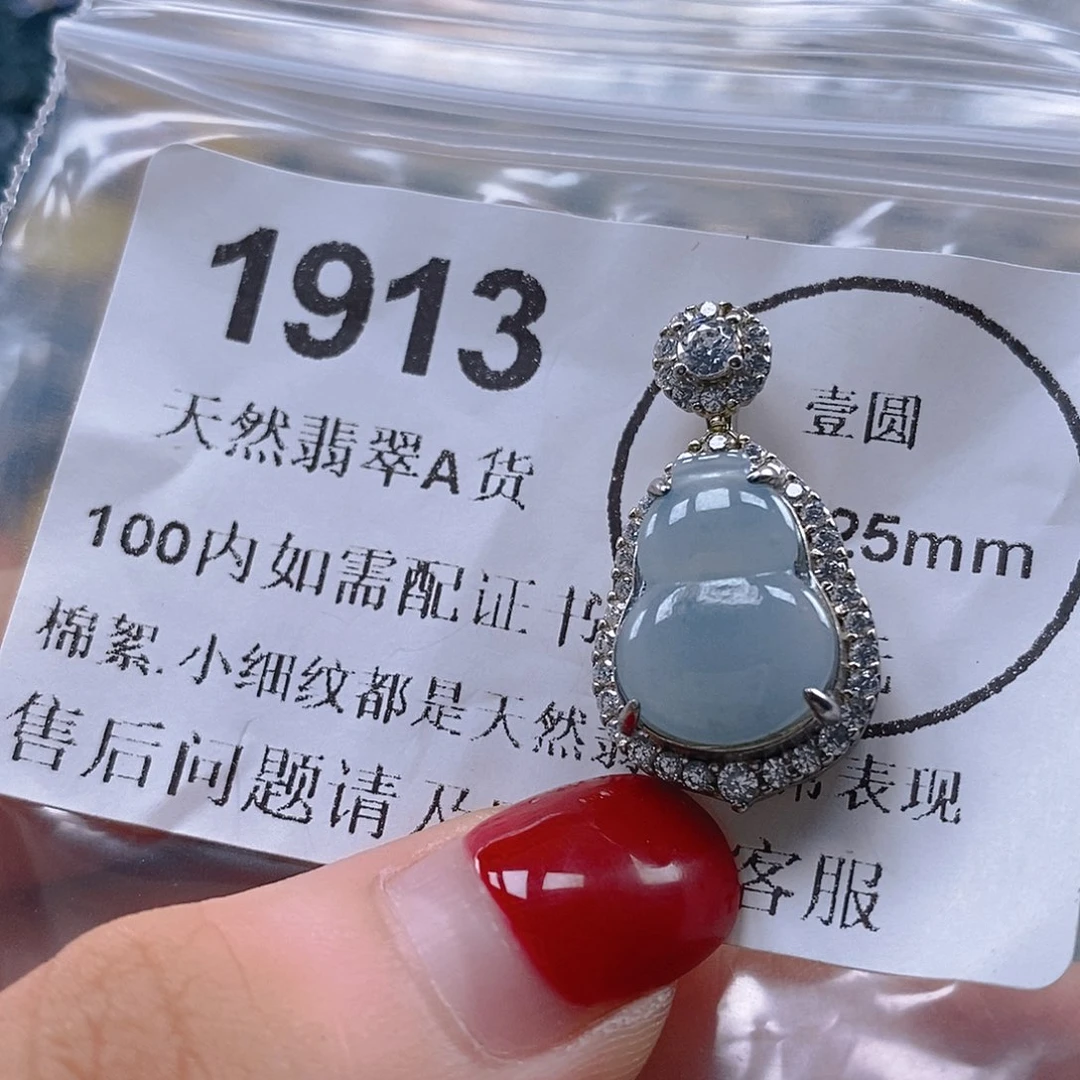 1913
天然翡翠A货
壹圆
25mm
100内如需配证书
棉絮.小细纹都是天然
表现
售后问题请及
客服